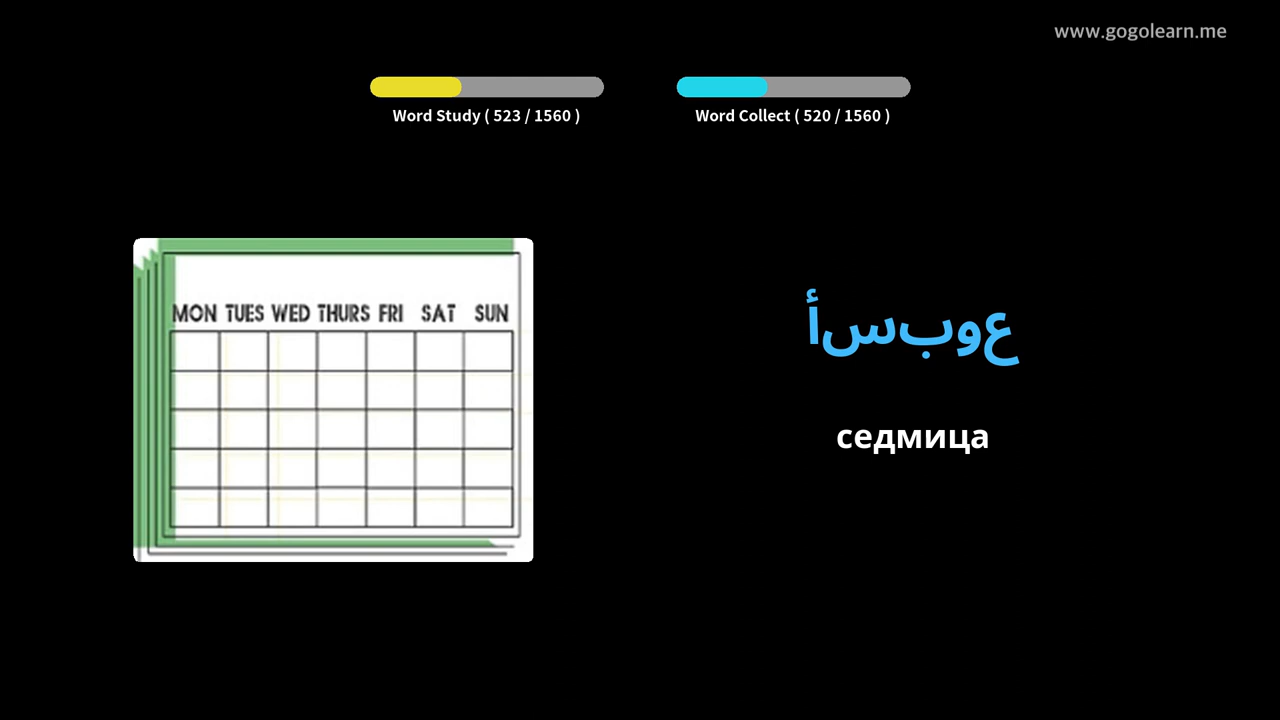 www.gogolearn.me
Word Study ( 523 / 1560 )
Word Collect ( 520 / 1560 )
MON TUES WED THURS FRI SAT SUN
أسبوع
седмица